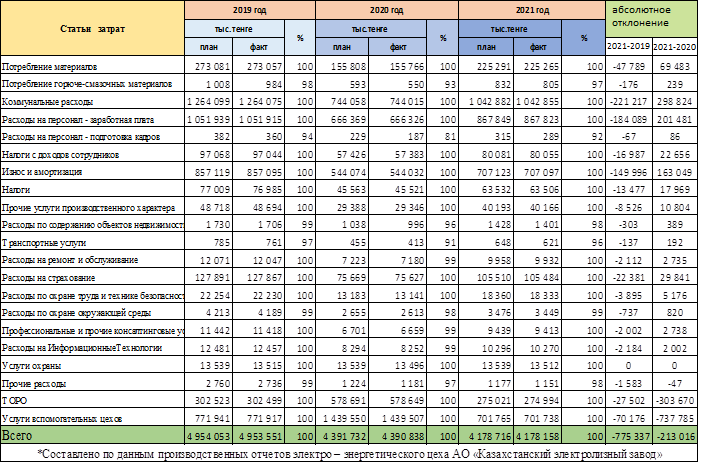 Статьи затрат 2019 год 2020 год 2021 год абсолютное отклонение
тыс.тенге % тыс.тенге % тыс.тенге %
план факт план факт план факт 2021-2019 2021-2020
Потребление материалов 273 081 273 057 100 155 808 155 766 100 225 291 225 265 100 -47 789 69 483
Потребление горюче-смазочных материалов 1 008 984 98 593 550 93 832 805 97 -176 239
Коммунальные расходы 1 264 099 1 264 075 100 744 058 744 015 100 1 042 882 1 042 855 100 -221 217 298 824
Расходы на персонал - заработная плата 1 051 939 1 051 915 100 666 369 666 326 100 867 849 867 823 100 -184 089 201 481
Расходы на персонал - подготовка кадров 382 360 94 229 187 81 315 289 92 -67 86
Налоги с доходов сотрудников 97 068 97 044 100 57 426 57 383 100 80 081 80 055 100 -16 987 22 656
Износ и амортизация 857 119 857 095 100 544 074 544 032 100 707 123 707 097 100 -149 996 163 049
Налоги 77 009 76 985 100 45 563 45 521 100 63 532 63 506 100 -13 477 17 969
Прочие услуги производственного характера 48 718 48 694 100 29 388 29 346 100 40 193 40 166 100 -8 526 10 804
Расходы по содержанию объектов недвижимост 1 730 1 706 99 1 038 996 96 1 428 1 401 98 -303 389
Транспортные услуги 785 761 97 455 413 91 648 621 96 -137 192
Расходы на ремонт и обслуживание 12 071 12 047 100 7 223 7 180 99 9 958 9 932 100 -2 112 2 735
Расходы на страхование 127 891 127 867 100 75 669 75 627 100 105 510 105 484 100 -22 381 29 841
Расходы по охране труда и технике безопасност 22 254 22 230 100 13 183 13 141 100 18 360 18 333 100 -3 895 5 176
Расходы по охране окружающей среды 4 213 4 189 99 2 655 2 613 98 3 476 3 449 99 -737 820
Профессиональные и прочие консалтинговые ус 11 442 11 418 100 6 701 6 659 99 9 439 9 413 100 -2 002 2 738
Расходы на ИнформационныеТехнологии 12 481 12 457 100 8 294 8 252 99 10 296 10 270 100 -2 184 2 002
Услуги охраны 13 539 13 515 100 13 539 13 496 100 13 539 13 512 100 0 0
Прочие расходы 2 760 2 736 99 1 224 1 181 97 1 177 1 151 98 -1 583 -47
ТОРО 302 523 302 499 100 578 691 578 649 100 275 021 274 994 100 -27 502 -303 670
Услуги вспомогательных цехов 771 941 771 917 100 1 439 550 1 439 507 100 701 765 701 738 100 -70 176 -737 785
Всего 4 954 053 4 953 551 100 4 391 732 4 390 838 100 4 178 716 4 178 158 100 -775 337 -213 016
*Составлено по данным производственных отчетов электро – энергетического цеха АО «Казахстанский электролизный завод»